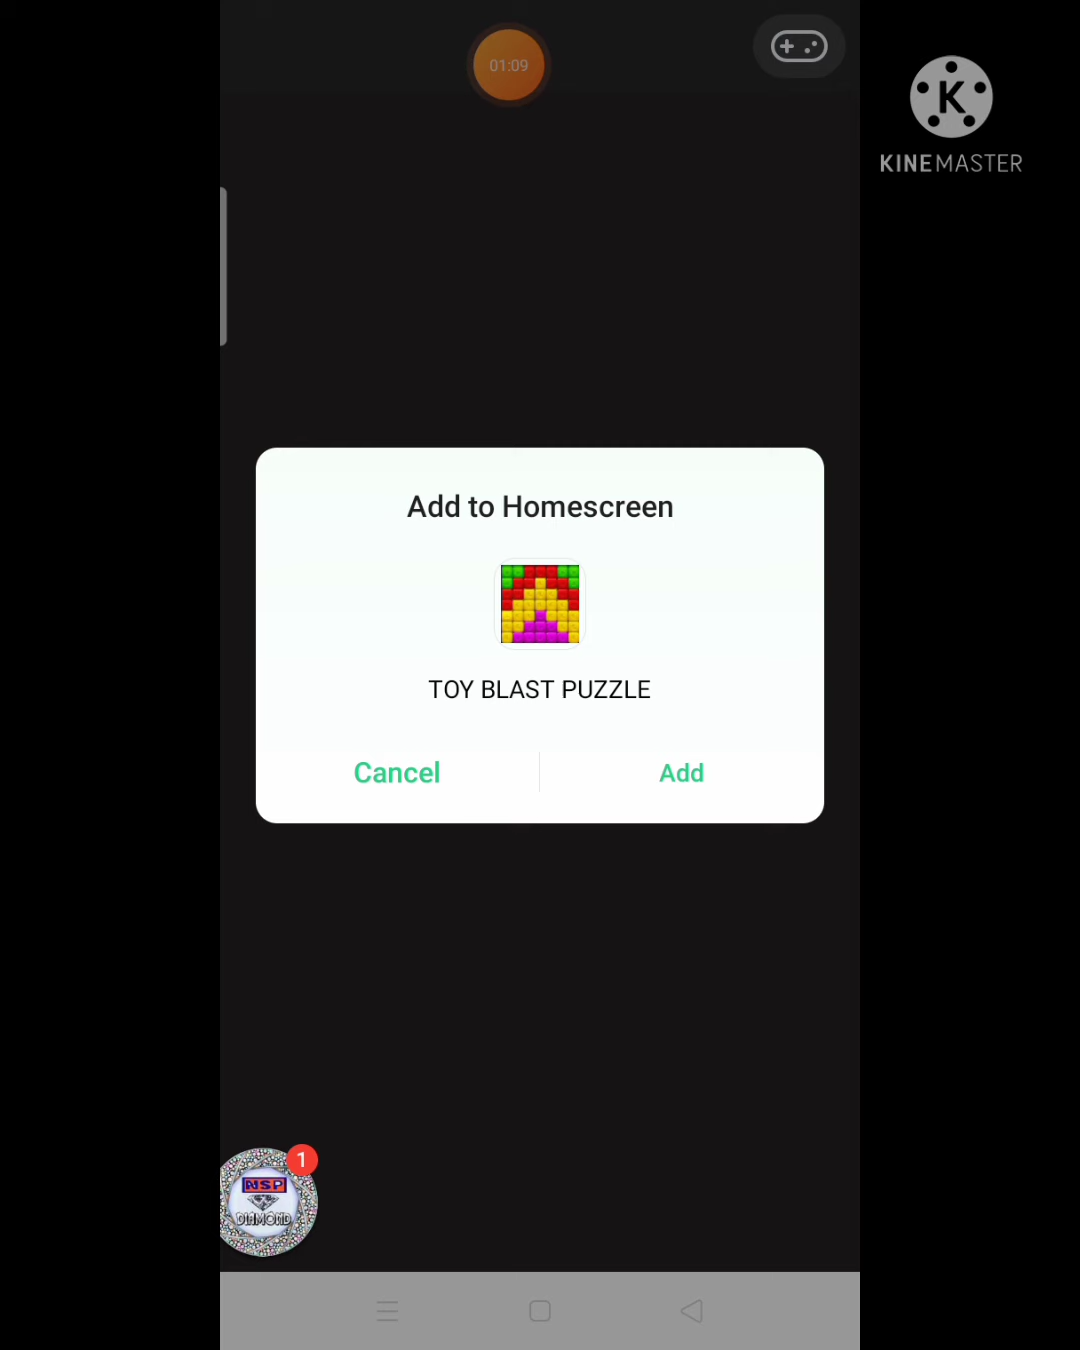 01:09
K
KINEMASTER
Add to Homescreen
TOY BLAST PUZZLE
Cancel
Add
1
NSP
DIAMOND